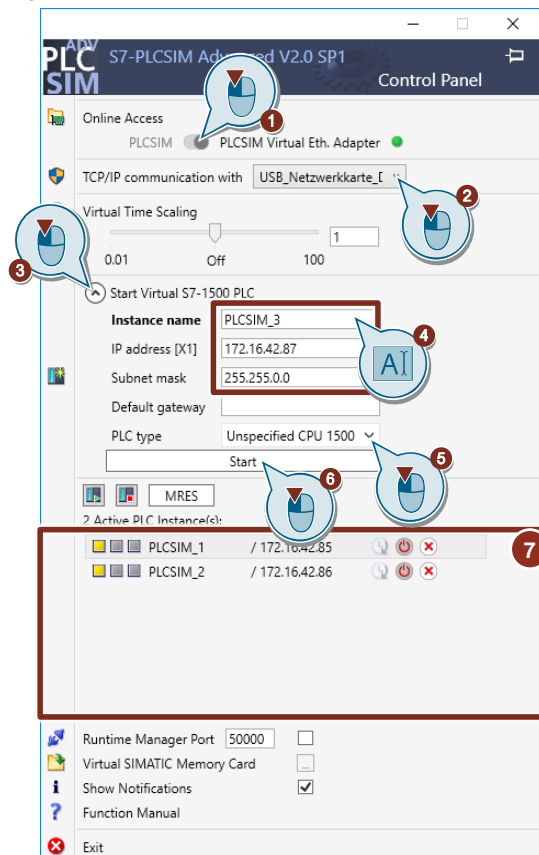 PLCSIM ADV
S7-PLCSIM Advanced V2.0 SP1
Control Panel
1
Online Access
PLCSIM PLCSIM Virtual Eth. Adapter
TCP/IP communication with USB_Netzwerkkarte_[
2
Virtual Time Scaling
1
0.01 Off 100
3
Start Virtual S7-1500 PLC
Instance name PLCSIM_3
4
IP address [X1] 172.16.42.87
A
Subnet mask 255.255.0.0
Default gateway
PLC type Unspecified CPU 1500
5
Start
6
MRES
2 Active PLC Instance(s):
7
PLCSIM_1 / 172.16.42.85
PLCSIM_2 / 172.16.42.86
Runtime Manager Port 50000
Virtual SIMATIC Memory Card ...
Show Notifications
Function Manual
Exit